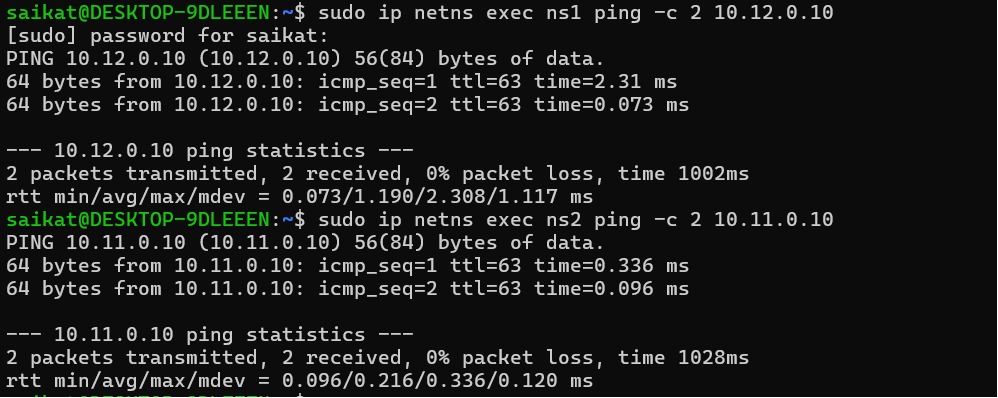 saikat@DESKTOP-9DLEEEN:~$ sudo ip netns exec ns1 ping -c 2 10.12.0.10
[sudo] password for saikat:
PING 10.12.0.10 (10.12.0.10) 56(84) bytes of data.
64 bytes from 10.12.0.10: icmp_seq=1 ttl=63 time=2.31 ms
64 bytes from 10.12.0.10: icmp_seq=2 ttl=63 time=0.073 ms

--- 10.12.0.10 ping statistics ---
2 packets transmitted, 2 received, 0% packet loss, time 1002ms
rtt min/avg/max/mdev = 0.073/1.190/2.308/1.117 ms
saikat@DESKTOP-9DLEEEN:~$ sudo ip netns exec ns2 ping -c 2 10.11.0.10
PING 10.11.0.10 (10.11.0.10) 56(84) bytes of data.
64 bytes from 10.11.0.10: icmp_seq=1 ttl=63 time=0.336 ms
64 bytes from 10.11.0.10: icmp_seq=2 ttl=63 time=0.096 ms

--- 10.11.0.10 ping statistics ---
2 packets transmitted, 2 received, 0% packet loss, time 1028ms
rtt min/avg/max/mdev = 0.096/0.216/0.336/0.120 ms